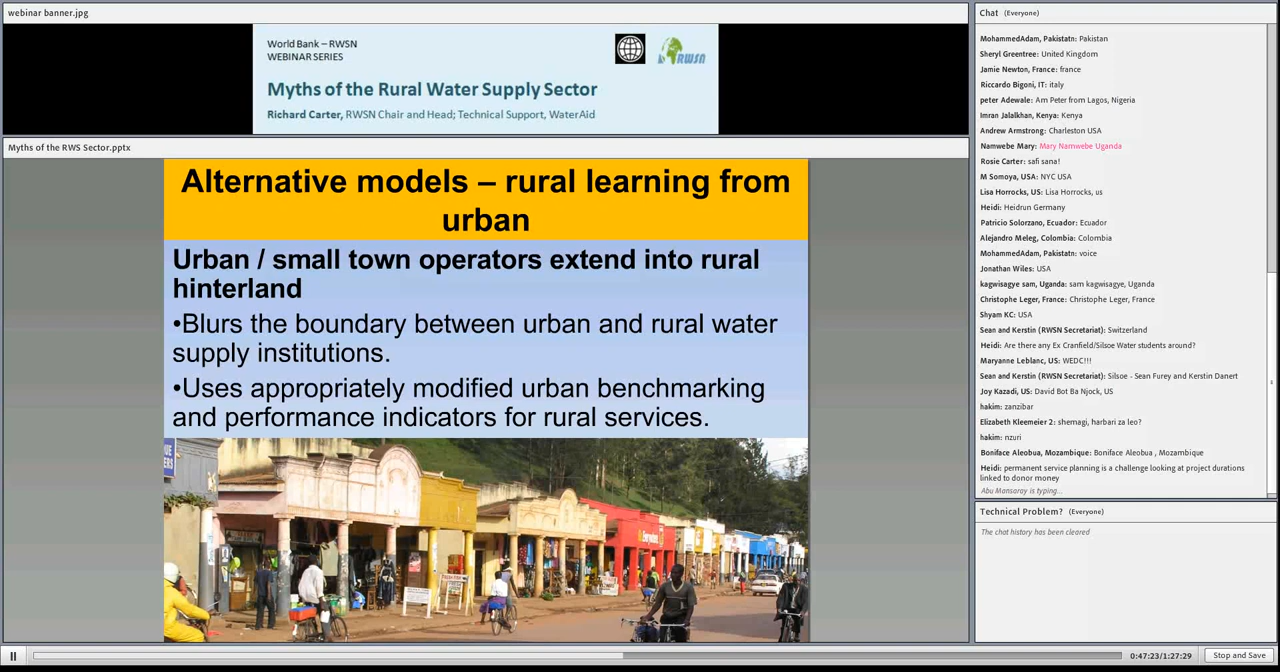 webinar banner.jpg
World Bank – RWSN
WEBINAR SERIES
RWSN
Myths of the Rural Water Supply Sector
Richard Carter, RWSN Chair and Head; Technical Support, WaterAid
Myths of the RWS Sector.pptx
Alternative models – rural learning from
urban
Urban / small town operators extend into rural
hinterland
•Blurs the boundary between urban and rural water
supply institutions.
•Uses appropriately modified urban benchmarking
and performance indicators for rural services.
Chat (Everyone)
MohammedAdam, Pakistatn: Pakistan
Sheryl Greentree: United Kingdom
Jamie Newton, France: france
Riccardo Bigoni, IT: italy
peter Adewale: Am Peter from Lagos, Nigeria
Imran Jalalkhan, Kenya: Kenya
Andrew Armstrong: Charleston USA
Namwebe Mary: Mary Namwebe Uganda
Rosie Carter: safi sana!
M Somoya, USA: NYC USA
Lisa Horrocks, US: Lisa Horrocks, us
Heidi: Heidrun Germany
Patricio Solorzano, Ecuador: Ecuador
Alejandro Meleg, Colombia: Colombia
MohammedAdam, Pakistatn: voice
Jonathan Wiles: USA
kagwisagye sam, Uganda: sam kagwisagye, Uganda
Christophe Leger, France: Christophe Leger, France
Shyam KC: USA
Sean and Kerstin (RWSN Secretariat): Switzerland
Heidi: Are there any Ex Cranfield/Silsoe Water students around?
Maryanne Leblanc, US: WEDC!!!
Sean and Kerstin (RWSN Secretariat): Silsoe - Sean Furey and Kerstin Danert
Joy Kazadi, US: David Bot Ba Njock, US
hakim: zanzibar
Elizabeth Kleemeier 2: shemagi, harbari za leo?
hakim: nzuri
Boniface Aleobua, Mozambique: Boniface Aleobua , Mozambique
Heidi: permanent service planning is a challenge looking at project durations
linked to donor money
Abu Mansaray is typing...
Technical Problem? (Everyone)
The chat history has been cleared
0:47:23/1:27:29
Stop and Save